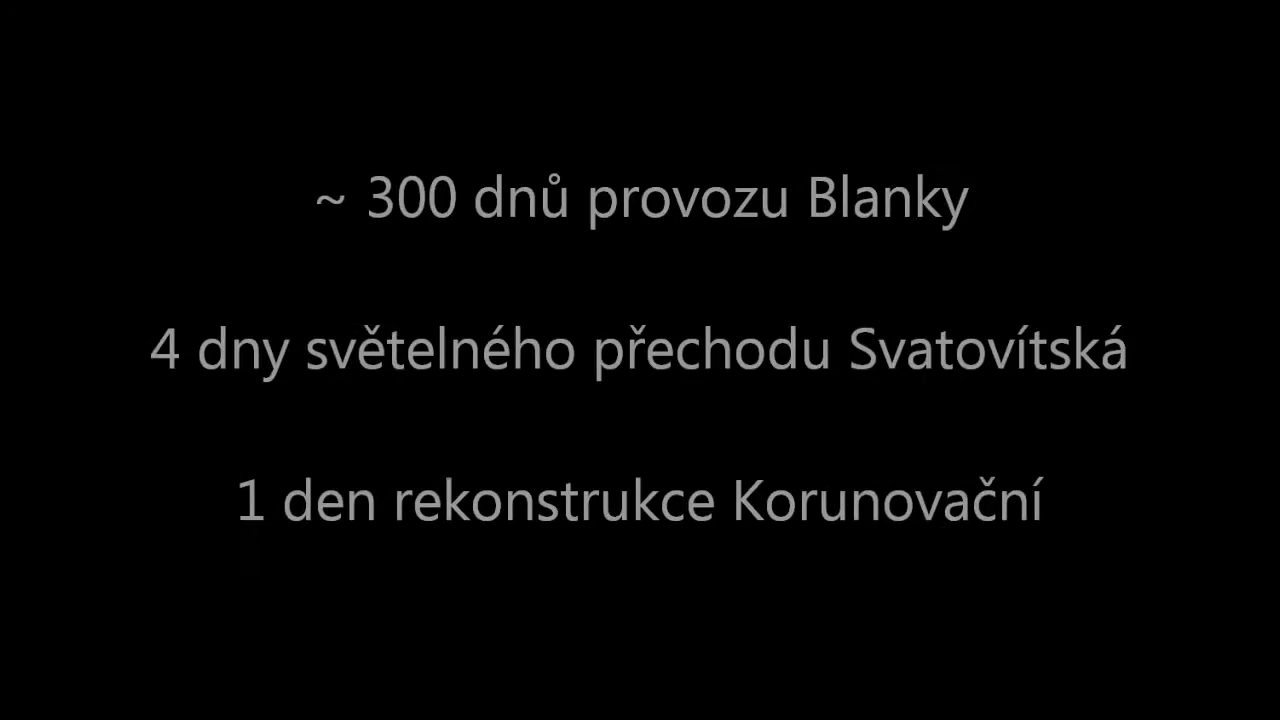 ~ 300 dnů provozu Blanky
4 dny světelného přechodu Svatovítská
1 den rekonstrukce Korunovační